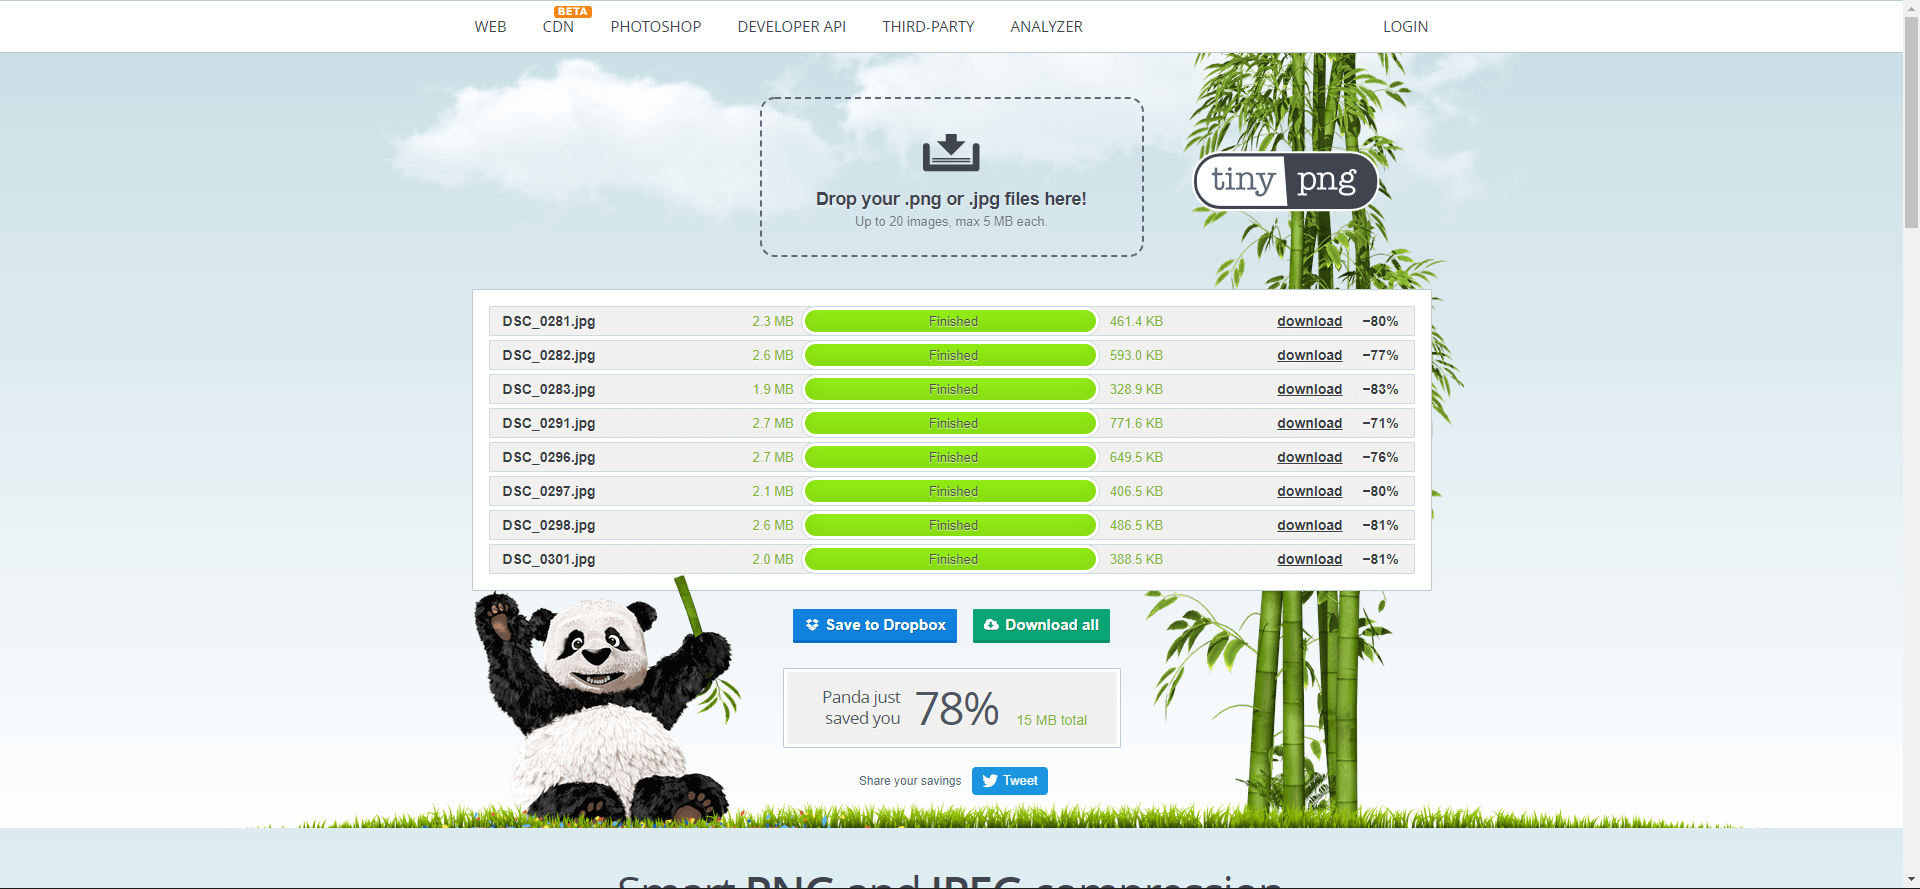 WEB CDN BETA PHOTOSHOP DEVELOPER API THIRD-PARTY ANALYZER LOGIN
tiny png
Drop your .png or .jpg files here!
Up to 20 images, max 5 MB each.
DSC_0281.jpg 2.3 MB Finished 461.4 KB download −80%
DSC_0282.jpg 2.6 MB Finished 593.0 KB download −77%
DSC_0283.jpg 1.9 MB Finished 328.9 KB download −83%
DSC_0291.jpg 2.7 MB Finished 771.6 KB download −71%
DSC_0296.jpg 2.7 MB Finished 649.5 KB download −76%
DSC_0297.jpg 2.1 MB Finished 406.5 KB download −80%
DSC_0298.jpg 2.6 MB Finished 486.5 KB download −81%
DSC_0301.jpg 2.0 MB Finished 388.5 KB download −81%
Save to Dropbox Download all
Panda just
saved you 78% 15 MB total
Share your savings Tweet
Smart PNG and JPEG compression